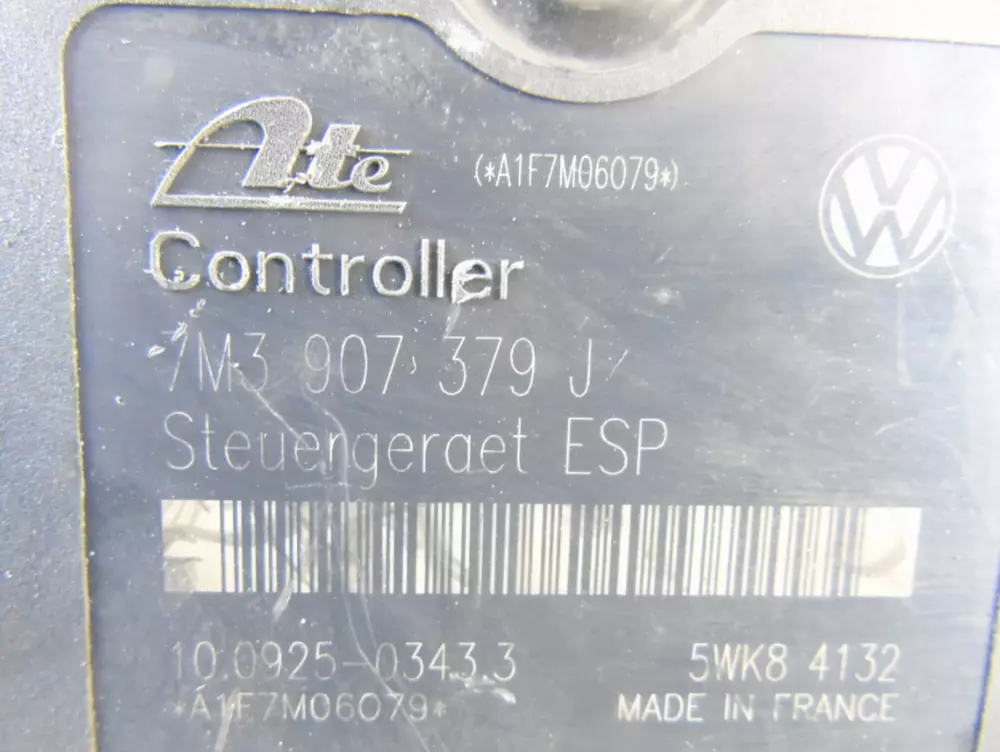 Ate (*A1F7M06079*)
Controller
7M3 907 379 J
Steuergeraet ESP
10.0925-0343.3 5WK8 4132
*A1F7M06079* MADE IN FRANCE